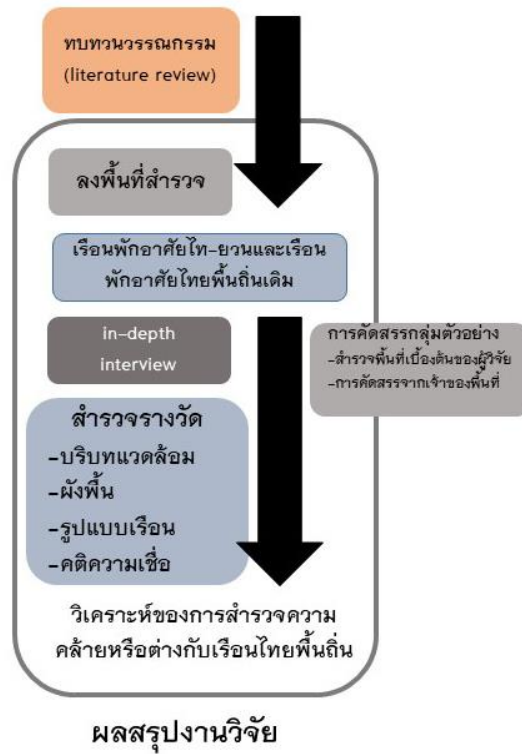 ทบทวนวรรณกรรม
(literature review)
ลงพื้นที่สำรวจ
เรือนพักอาศัยไท-ยวนและเรือน
พักอาศัยไทยพื้นถิ่นเดิม
in-depth
interview
การคัดสรรกลุ่มตัวอย่าง
-สำรวจพื้นที่เบื้องต้นของผู้วิจัย
-การคัดสรรจากเจ้าของพื้นที่
สำรวจรางวัด
-บริบทแวดล้อม
-ผังพื้น
-รูปแบบเรือน
-คติความเชื่อ
วิเคราะห์ของการสำรวจความ
คล้ายหรือต่างกับเรือนไทยพื้นถิ่น
ผลสรุปงานวิจัย